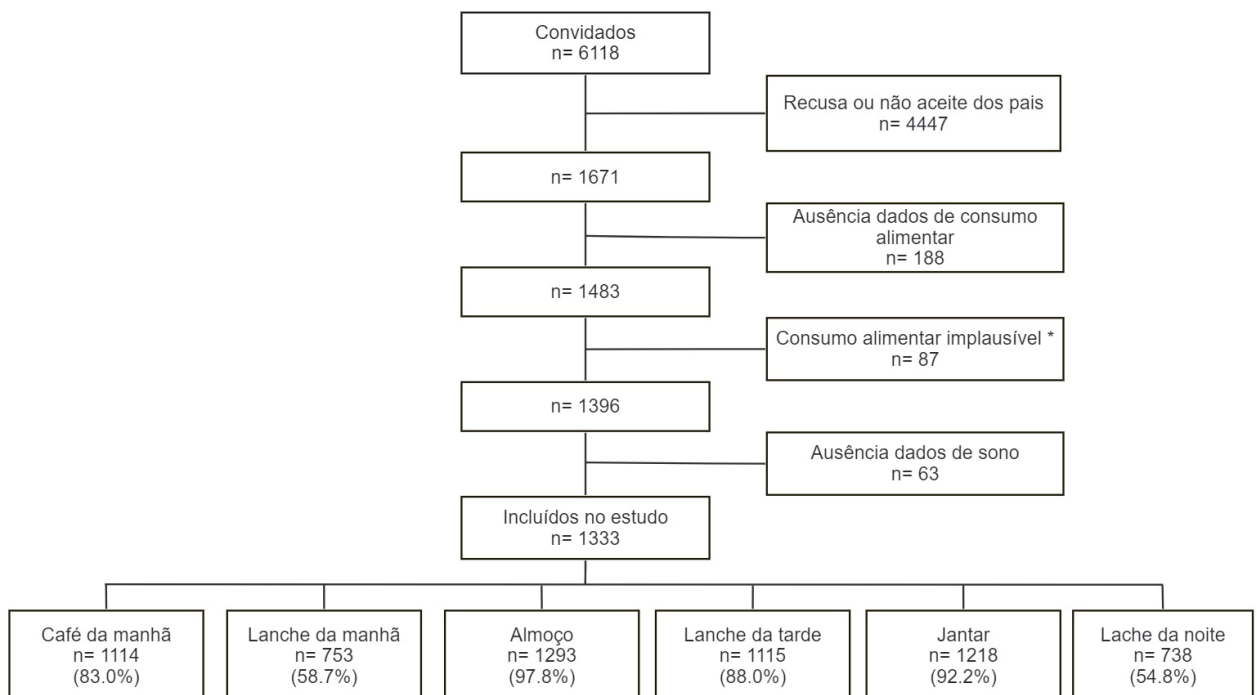 Convidados
n= 6118
Recusa ou não aceite dos pais
n= 4447
n= 1671
Ausência dados de consumo
alimentar
n= 188
n= 1483
Consumo alimentar implausível *
n= 87
n= 1396
Ausência dados de sono
n= 63
Incluídos no estudo
n= 1333
Café da manhã
n= 1114
(83.0%)
Lanche da manhã
n= 753
(58.7%)
Almoço
n= 1293
(97.8%)
Lanche da tarde
n= 1115
(88.0%)
Jantar
n= 1218
(92.2%)
Lache da noite
n= 738
(54.8%)